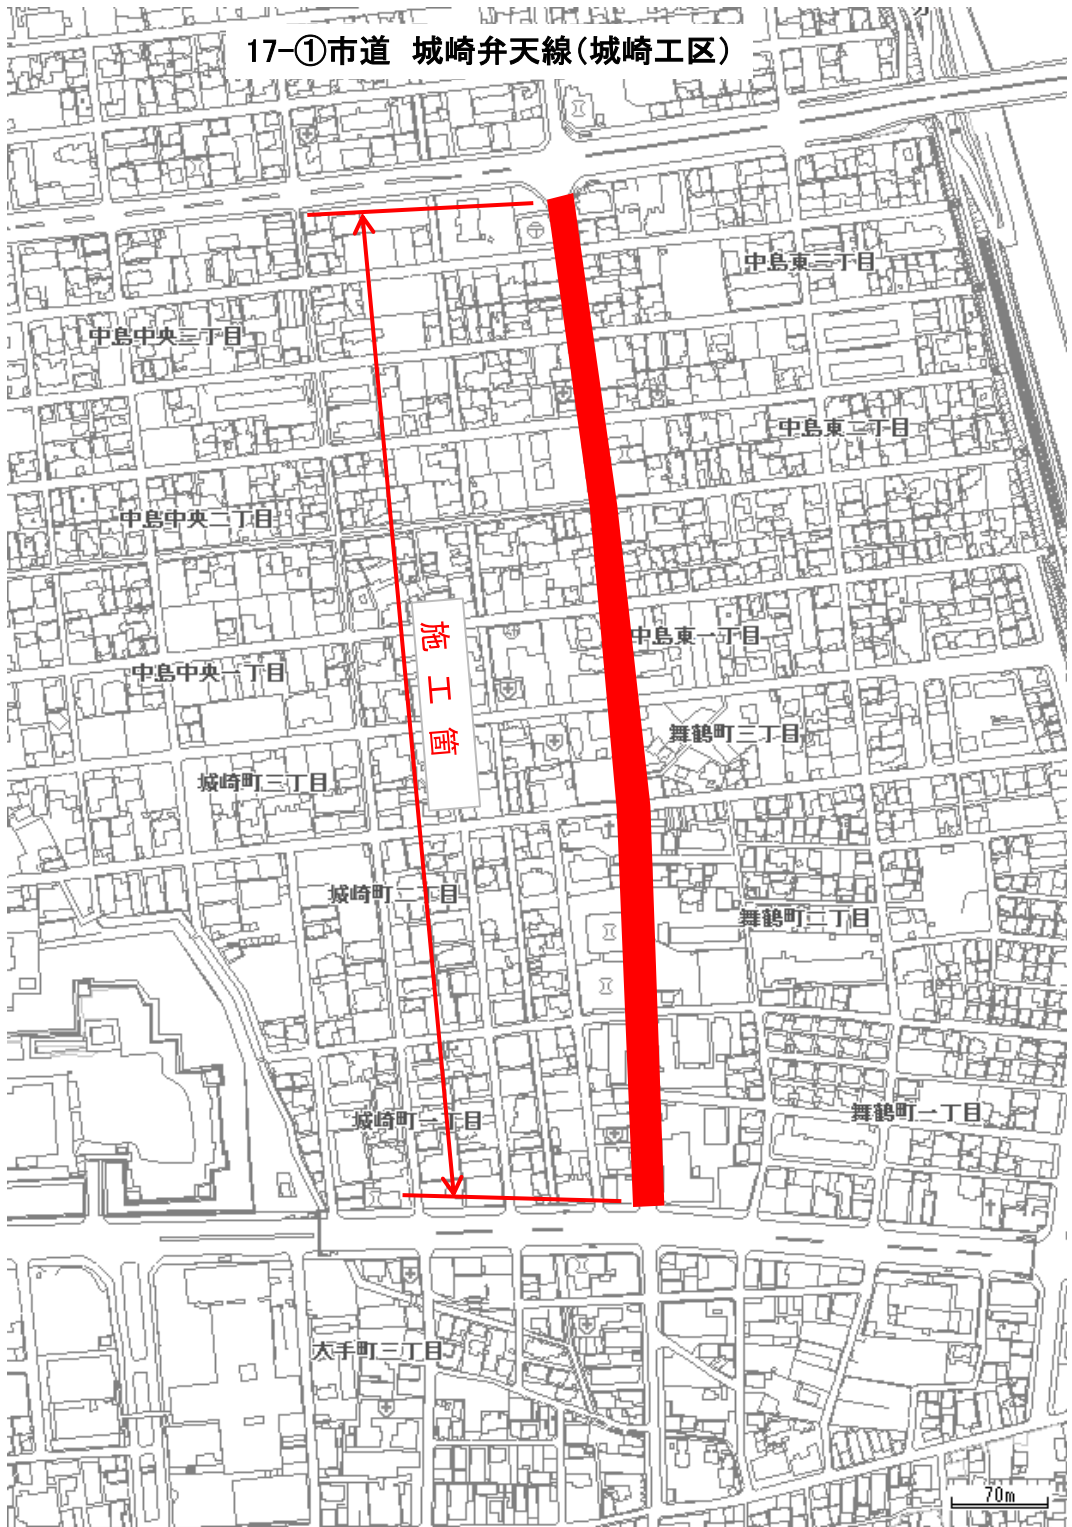 17-①市道 城崎弁天線(城崎工区)
中島東三丁目
中島中央三丁目
中島東二丁目
中島中央二丁目
施工箇
中島東一丁目
中島中央一丁目
舞鶴町三丁目
城崎町三丁目
城崎町二丁目
舞鶴町二丁目
舞鶴町一丁目
城崎町一丁目
大手町三丁目
70m